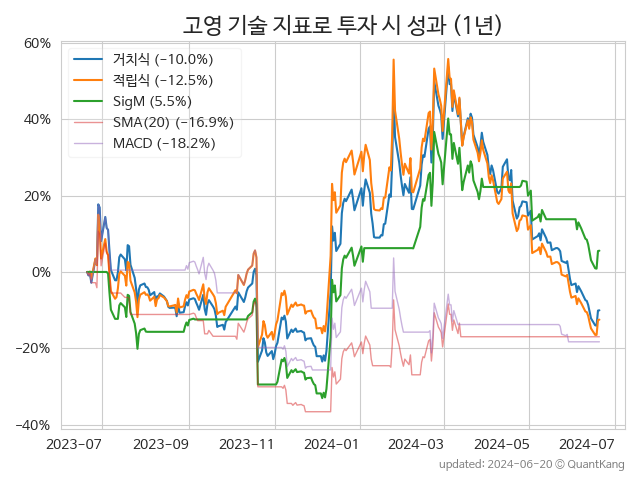 고영 기술 지표로 투자 시 성과 (1년)
60%
40%
20%
0%
−20%
−40%
거치식 (−10.0%)
적립식 (−12.5%)
SigM (5.5%)
SMA(20) (−16.9%)
MACD (−18.2%)
2023-07 2023-09 2023-11 2024-01 2024-03 2024-05 2024-07
updated: 2024-06-20 © QuantKang